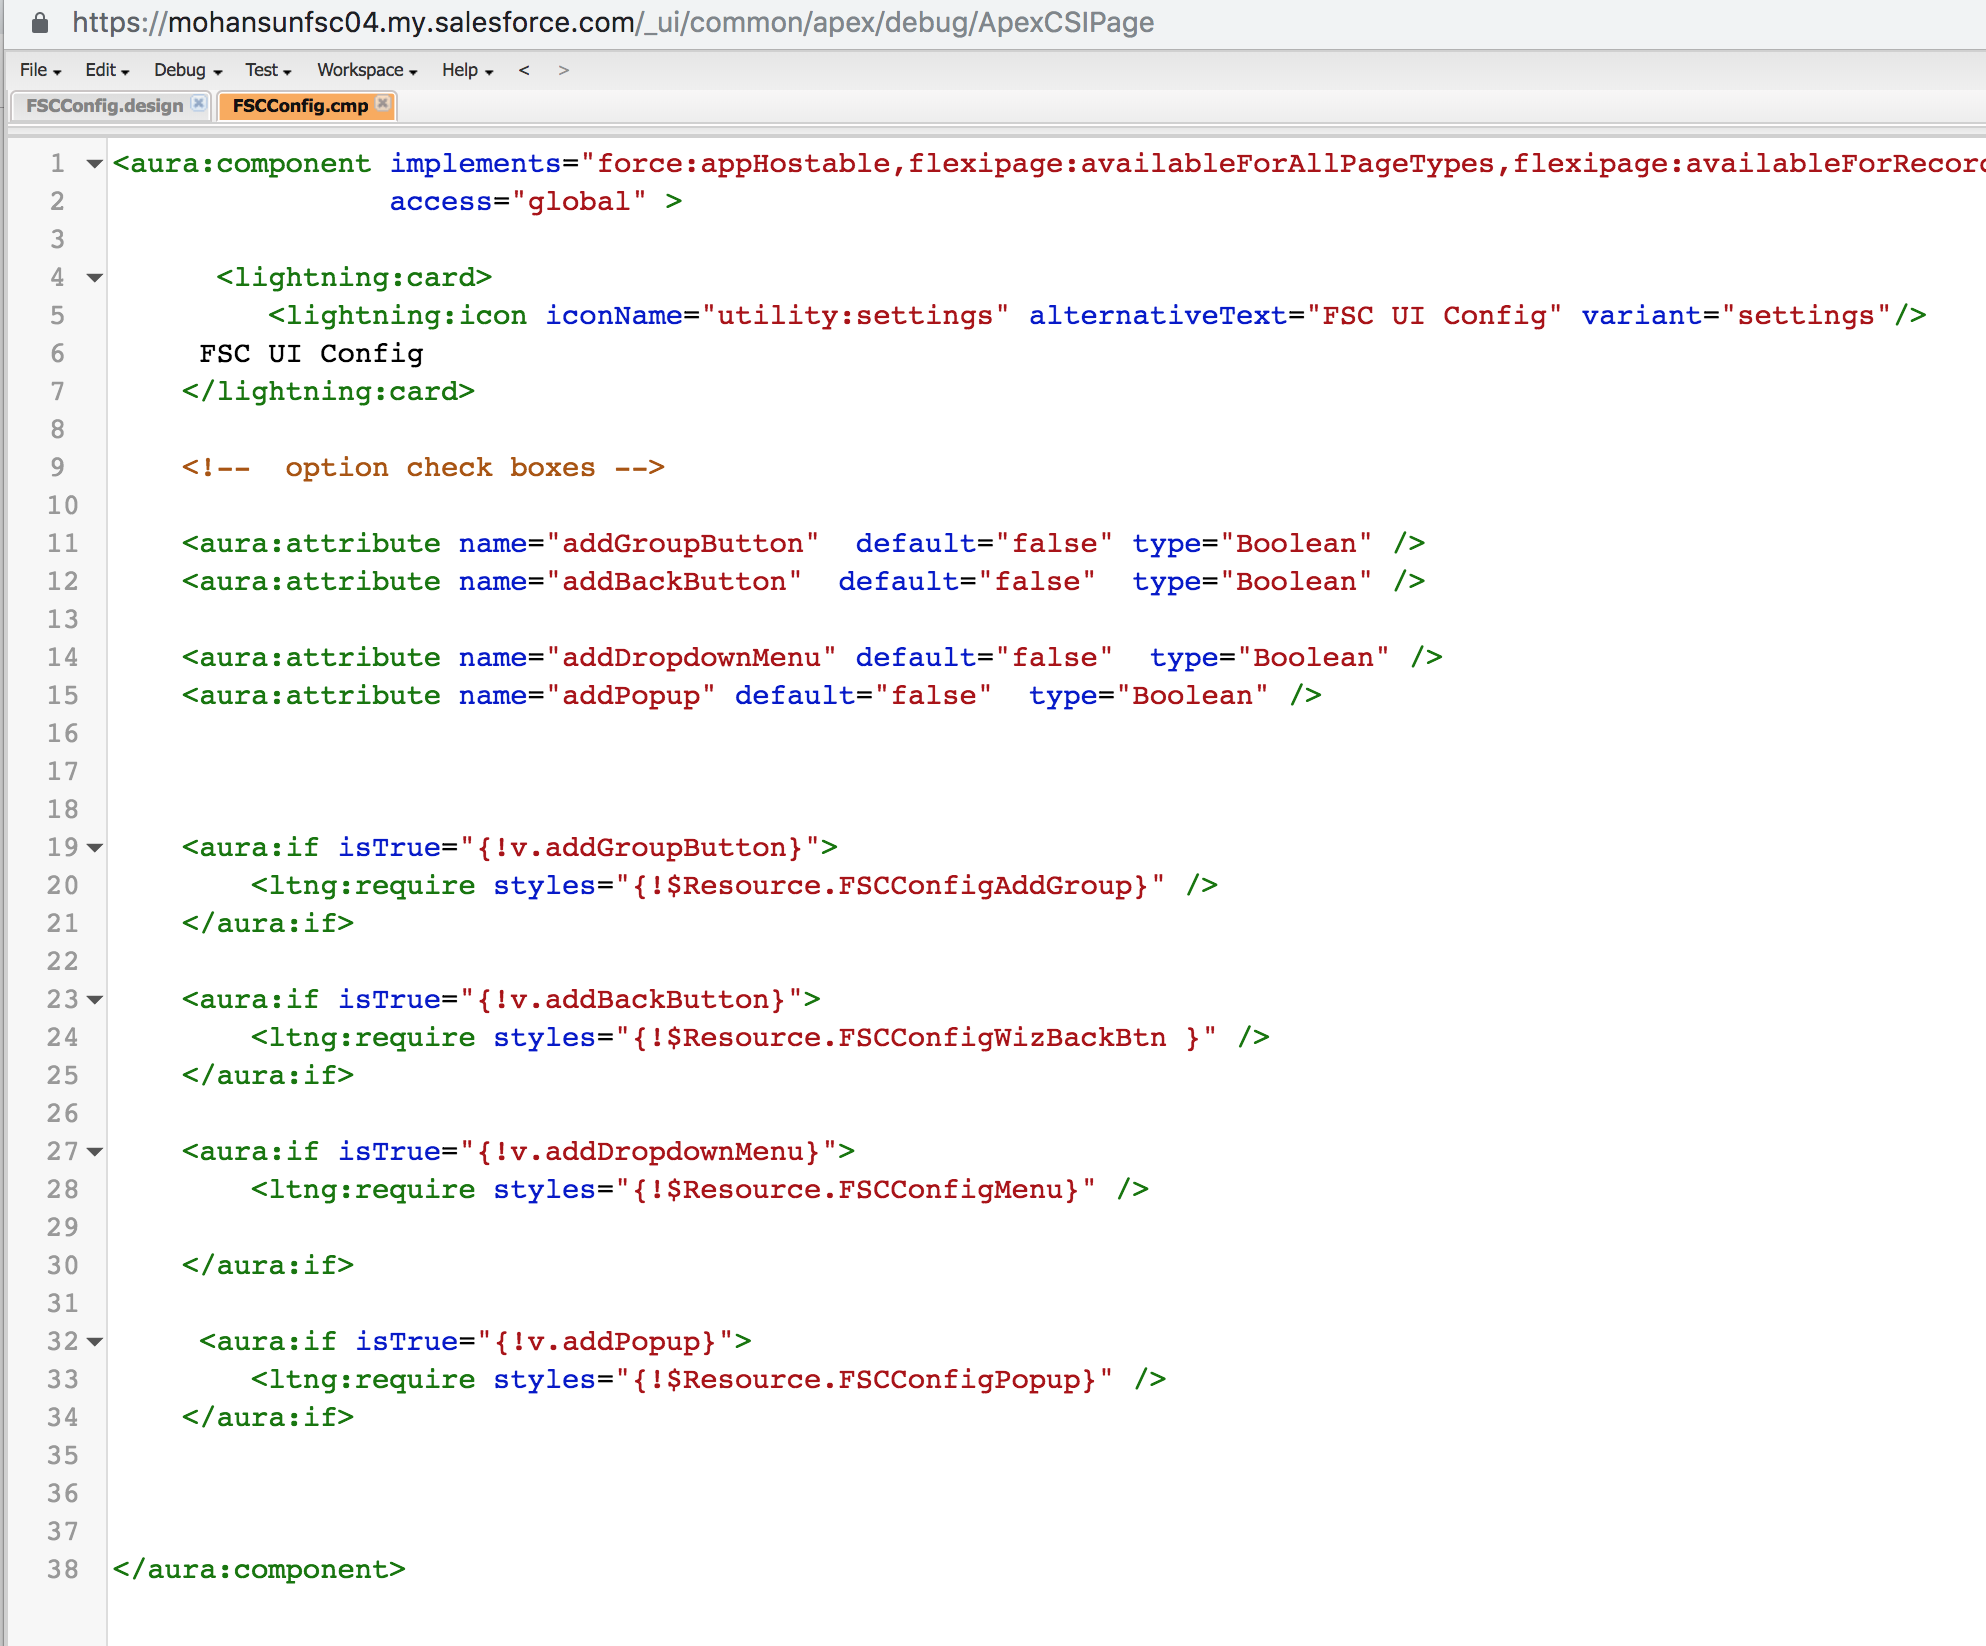 https://mohansunfsc04.my.salesforce.com/_ui/common/apex/debug/ApexCSIPage
File Edit Debug Test Workspace Help < >
FSCConfig.design FSCConfig.cmp
1 <aura:component implements="force:appHostable,flexipage:availableForAllPageTypes,flexipage:availableForRecor
2 access="global" >
3
4 <lightning:card>
5 <lightning:icon iconName="utility:settings" alternativeText="FSC UI Config" variant="settings"/>
6 FSC UI Config
7 </lightning:card>
8
9 <!--  option check boxes -->
10
11 <aura:attribute name="addGroupButton"  default="false" type="Boolean" />
12 <aura:attribute name="addBackButton"  default="false"  type="Boolean" />
13
14 <aura:attribute name="addDropdownMenu" default="false"  type="Boolean" />
15 <aura:attribute name="addPopup" default="false"  type="Boolean" />
16
17
18
19 <aura:if isTrue="{!v.addGroupButton}">
20 <ltng:require styles="{!$Resource.FSCConfigAddGroup}" />
21 </aura:if>
22
23 <aura:if isTrue="{!v.addBackButton}">
24 <ltng:require styles="{!$Resource.FSCConfigWizBackBtn }" />
25 </aura:if>
26
27 <aura:if isTrue="{!v.addDropdownMenu}">
28 <ltng:require styles="{!$Resource.FSCConfigMenu}" />
29
30 </aura:if>
31
32 <aura:if isTrue="{!v.addPopup}">
33 <ltng:require styles="{!$Resource.FSCConfigPopup}" />
34 </aura:if>
35
36
37
38 </aura:component>